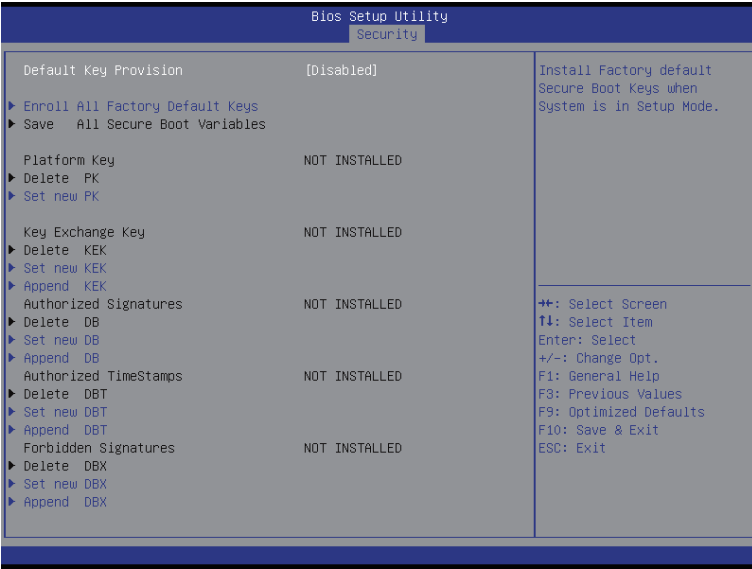 Bios Setup Utility
Security
Default Key Provision [Disabled]
▶ Enroll All Factory Default Keys
▶ Save All Secure Boot Variables
Platform Key NOT INSTALLED
▶ Delete PK
▶ Set new PK
Key Exchange Key NOT INSTALLED
▶ Delete KEK
▶ Set new KEK
▶ Append KEK
Authorized Signatures NOT INSTALLED
▶ Delete DB
▶ Set new DB
▶ Append DB
Authorized TimeStamps NOT INSTALLED
▶ Delete DBT
▶ Set new DBT
▶ Append DBT
Forbidden Signatures NOT INSTALLED
▶ Delete DBX
▶ Set new DBX
▶ Append DBX
Install Factory default
Secure Boot Keys when
System is in Setup Mode.
→←: Select Screen
↑↓: Select Item
Enter: Select
+/-: Change Opt.
F1: General Help
F3: Previous Values
F9: Optimized Defaults
F10: Save & Exit
ESC: Exit